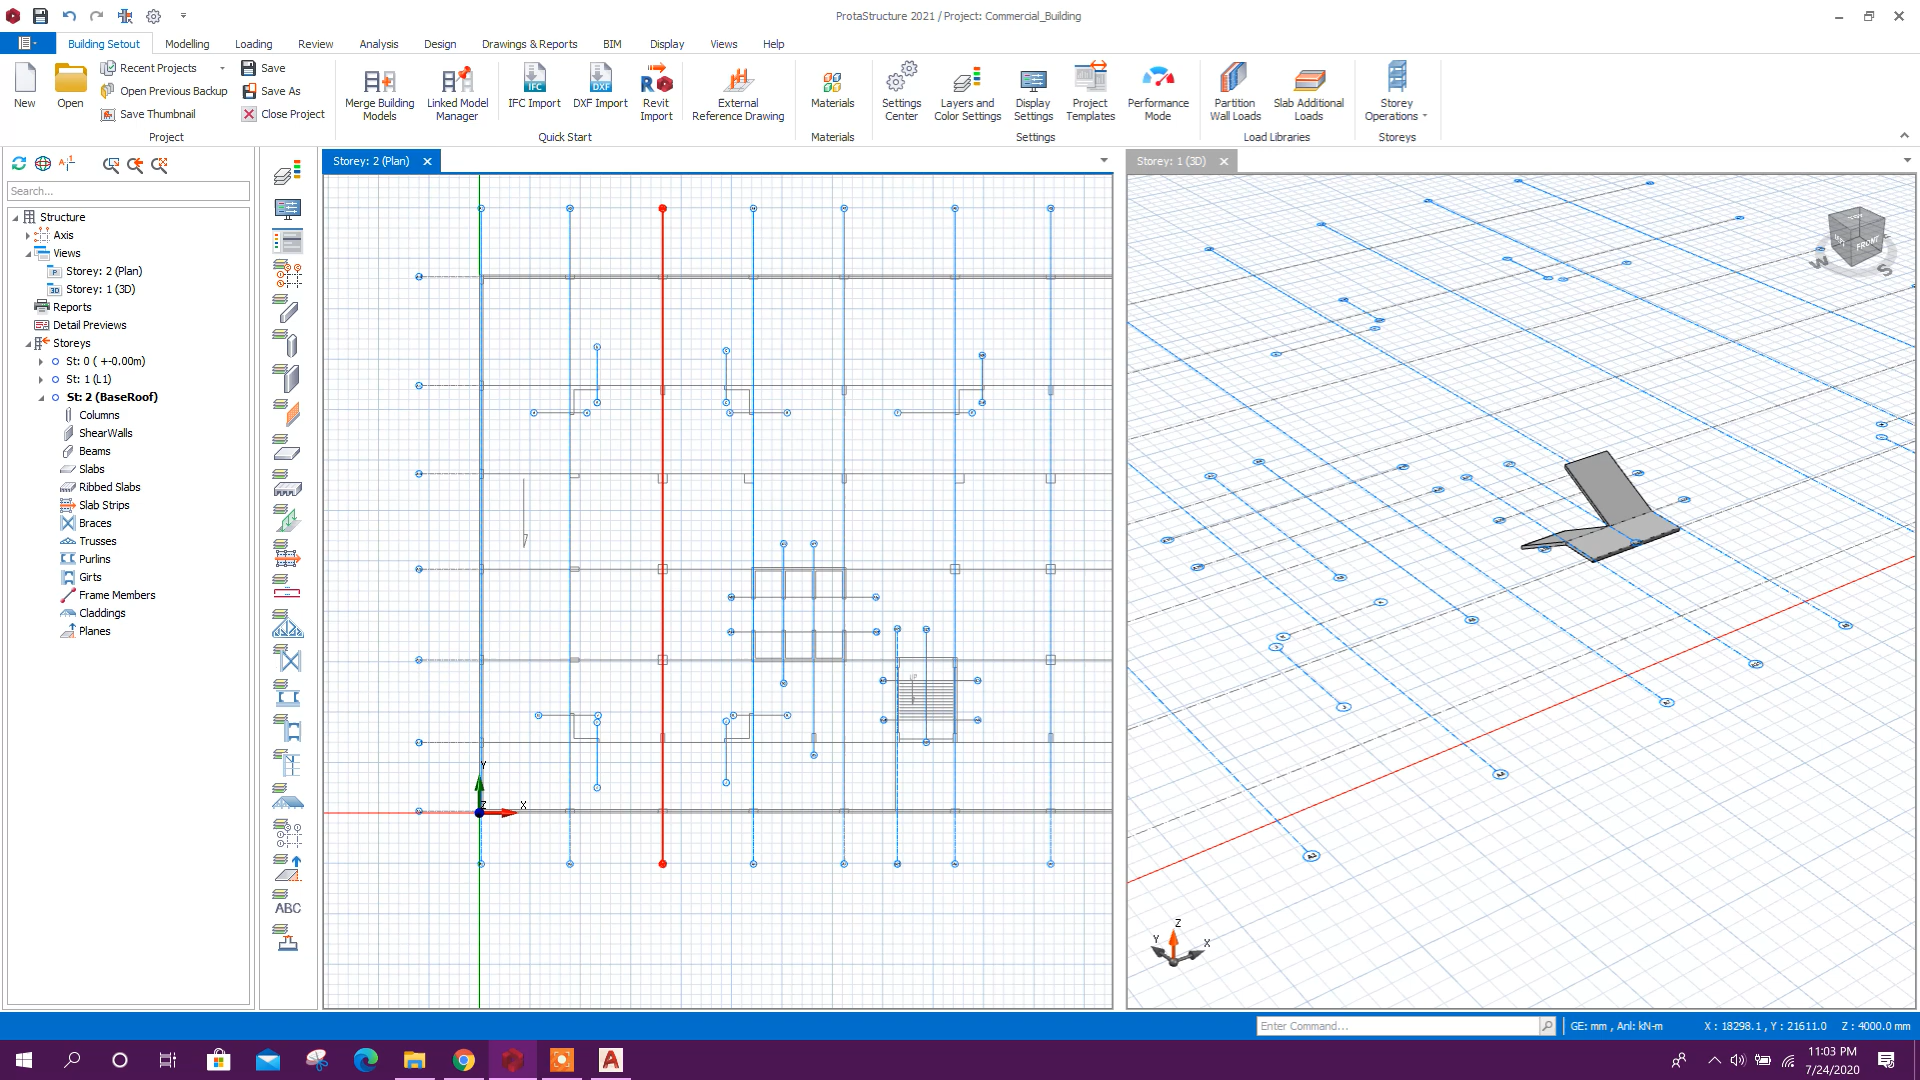 ProtaStructure 2021 / Project: Commercial_Building
Building Setout
Modelling
Loading
Review
Analysis
Design
Drawings & Reports
BIM
Display
Views
Help
New
Open
Recent Projects
Open Previous Backup
Save Thumbnail
Save
Save As
Close Project
Project
Merge Building
Models
Linked Model
Manager
IFC
IFC Import
DXF
DXF Import
R
Revit
Import
External
Reference Drawing
Quick Start
Materials
Materials
Settings
Center
Layers and
Color Settings
Display
Settings
Project
Templates
Performance
Mode
Settings
Partition
Wall Loads
Slab Additional
Loads
Load Libraries
Storey
Operations
Storeys
Search...
Structure
Axis
Views
P Storey: 2 (Plan)
3D Storey: 1 (3D)
Reports
Detail Previews
Storeys
St: 0 ( +-0.00m)
St: 1 (L1)
St: 2 (BaseRoof)
Columns
ShearWalls
Beams
Slabs
Ribbed Slabs
Slab Strips
Braces
Trusses
Purlins
Girts
Frame Members
Claddings
Planes
ABC
Storey: 2 (Plan)
Y
Z
X
UP
Storey: 1 (3D)
TOP
LEFT
FRONT
W
S
Z
Y
X
Enter Command...
GE: mm , Anl: kN-m
X : 18298.1 , Y : 21611.0
Z : 4000.0 mm
A
11:03 PM
7/24/2020